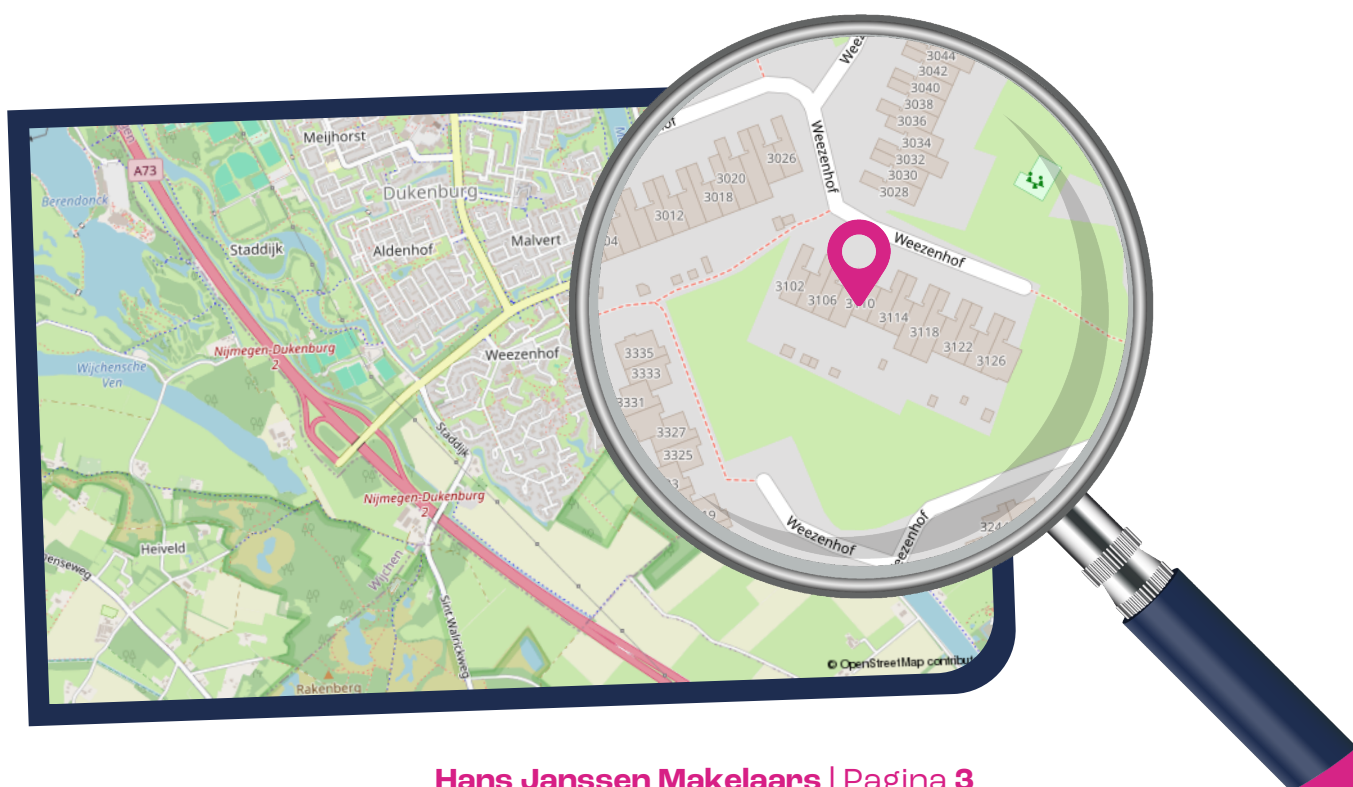 Meijhorst
A73
Dukenburg
Berendonck
Staddijk
Aldenhof
Malvert
Nijmegen-Dukenburg
2
Weezenhof
Wijchensche
Ven
Staddijk
Nijmegen-Dukenburg
2
Heiveld
Wijchen
Sint Walrickweg
Rakenberg
© OpenStreetMap
3044
3042
3040
3038
3036
3034
3032
3030
3028
Weezenhof
3026
3020
3018
3012
Weezenhof
3102
3106
3114
3118
3122
3126
3335
3333
3331
3327
3325
Weezenhof
Hans Janssen Makelaars | Pagina 3